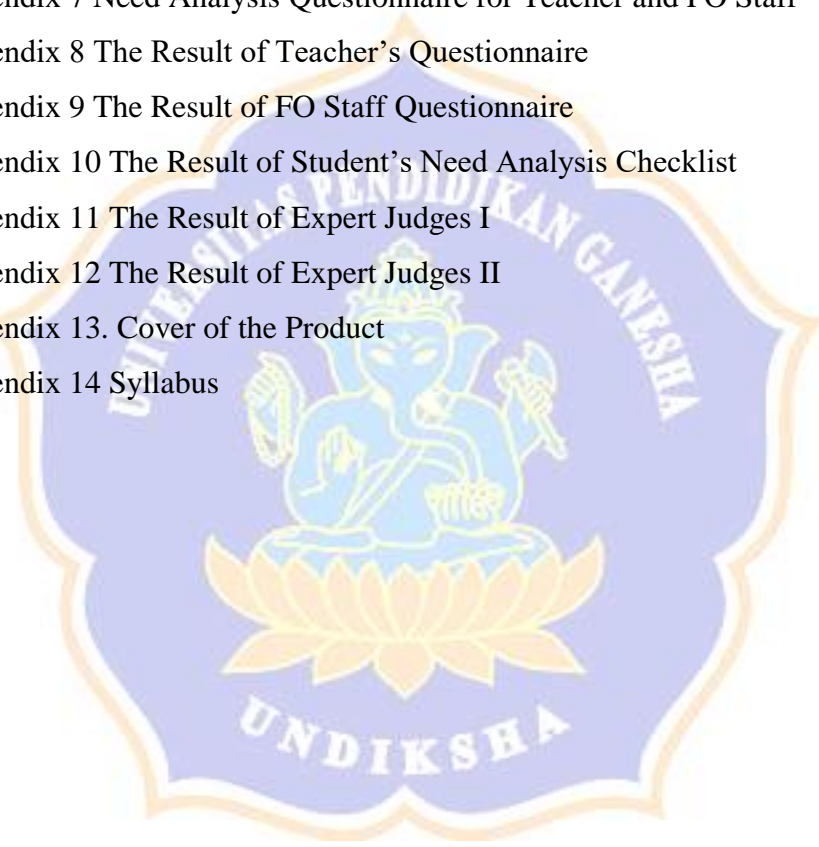 endix 7 Need Analysis Questionnaire for Teacher and FO Staff
endix 8 The Result of Teacher’s Questionnaire
endix 9 The Result of FO Staff Questionnaire
endix 10 The Result of Student’s Need Analysis Checklist
endix 11 The Result of Expert Judges I
endix 12 The Result of Expert Judges II
endix 13. Cover of the Product
endix 14 Syllabus
UNIVERSITAS PENDIDIKAN GANESHA
UNDIKSHA